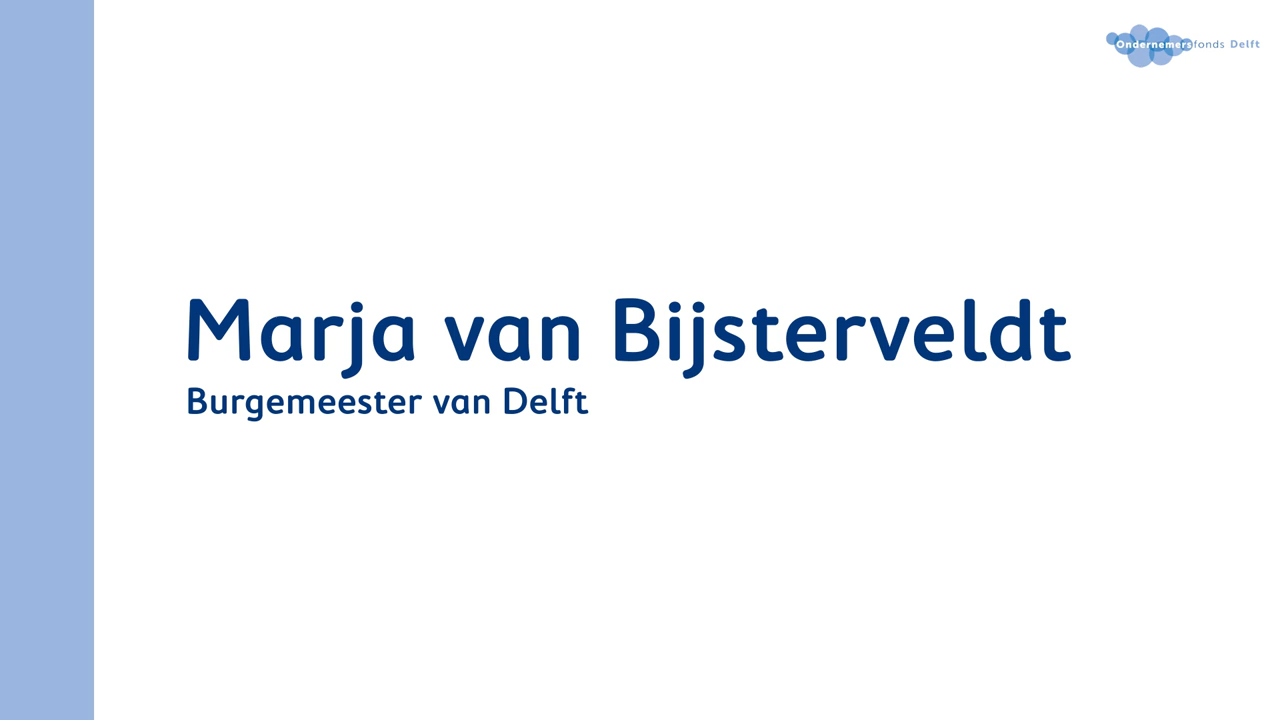 Ondernemersfonds Delft
Marja van Bijsterveldt
Burgemeester van Delft